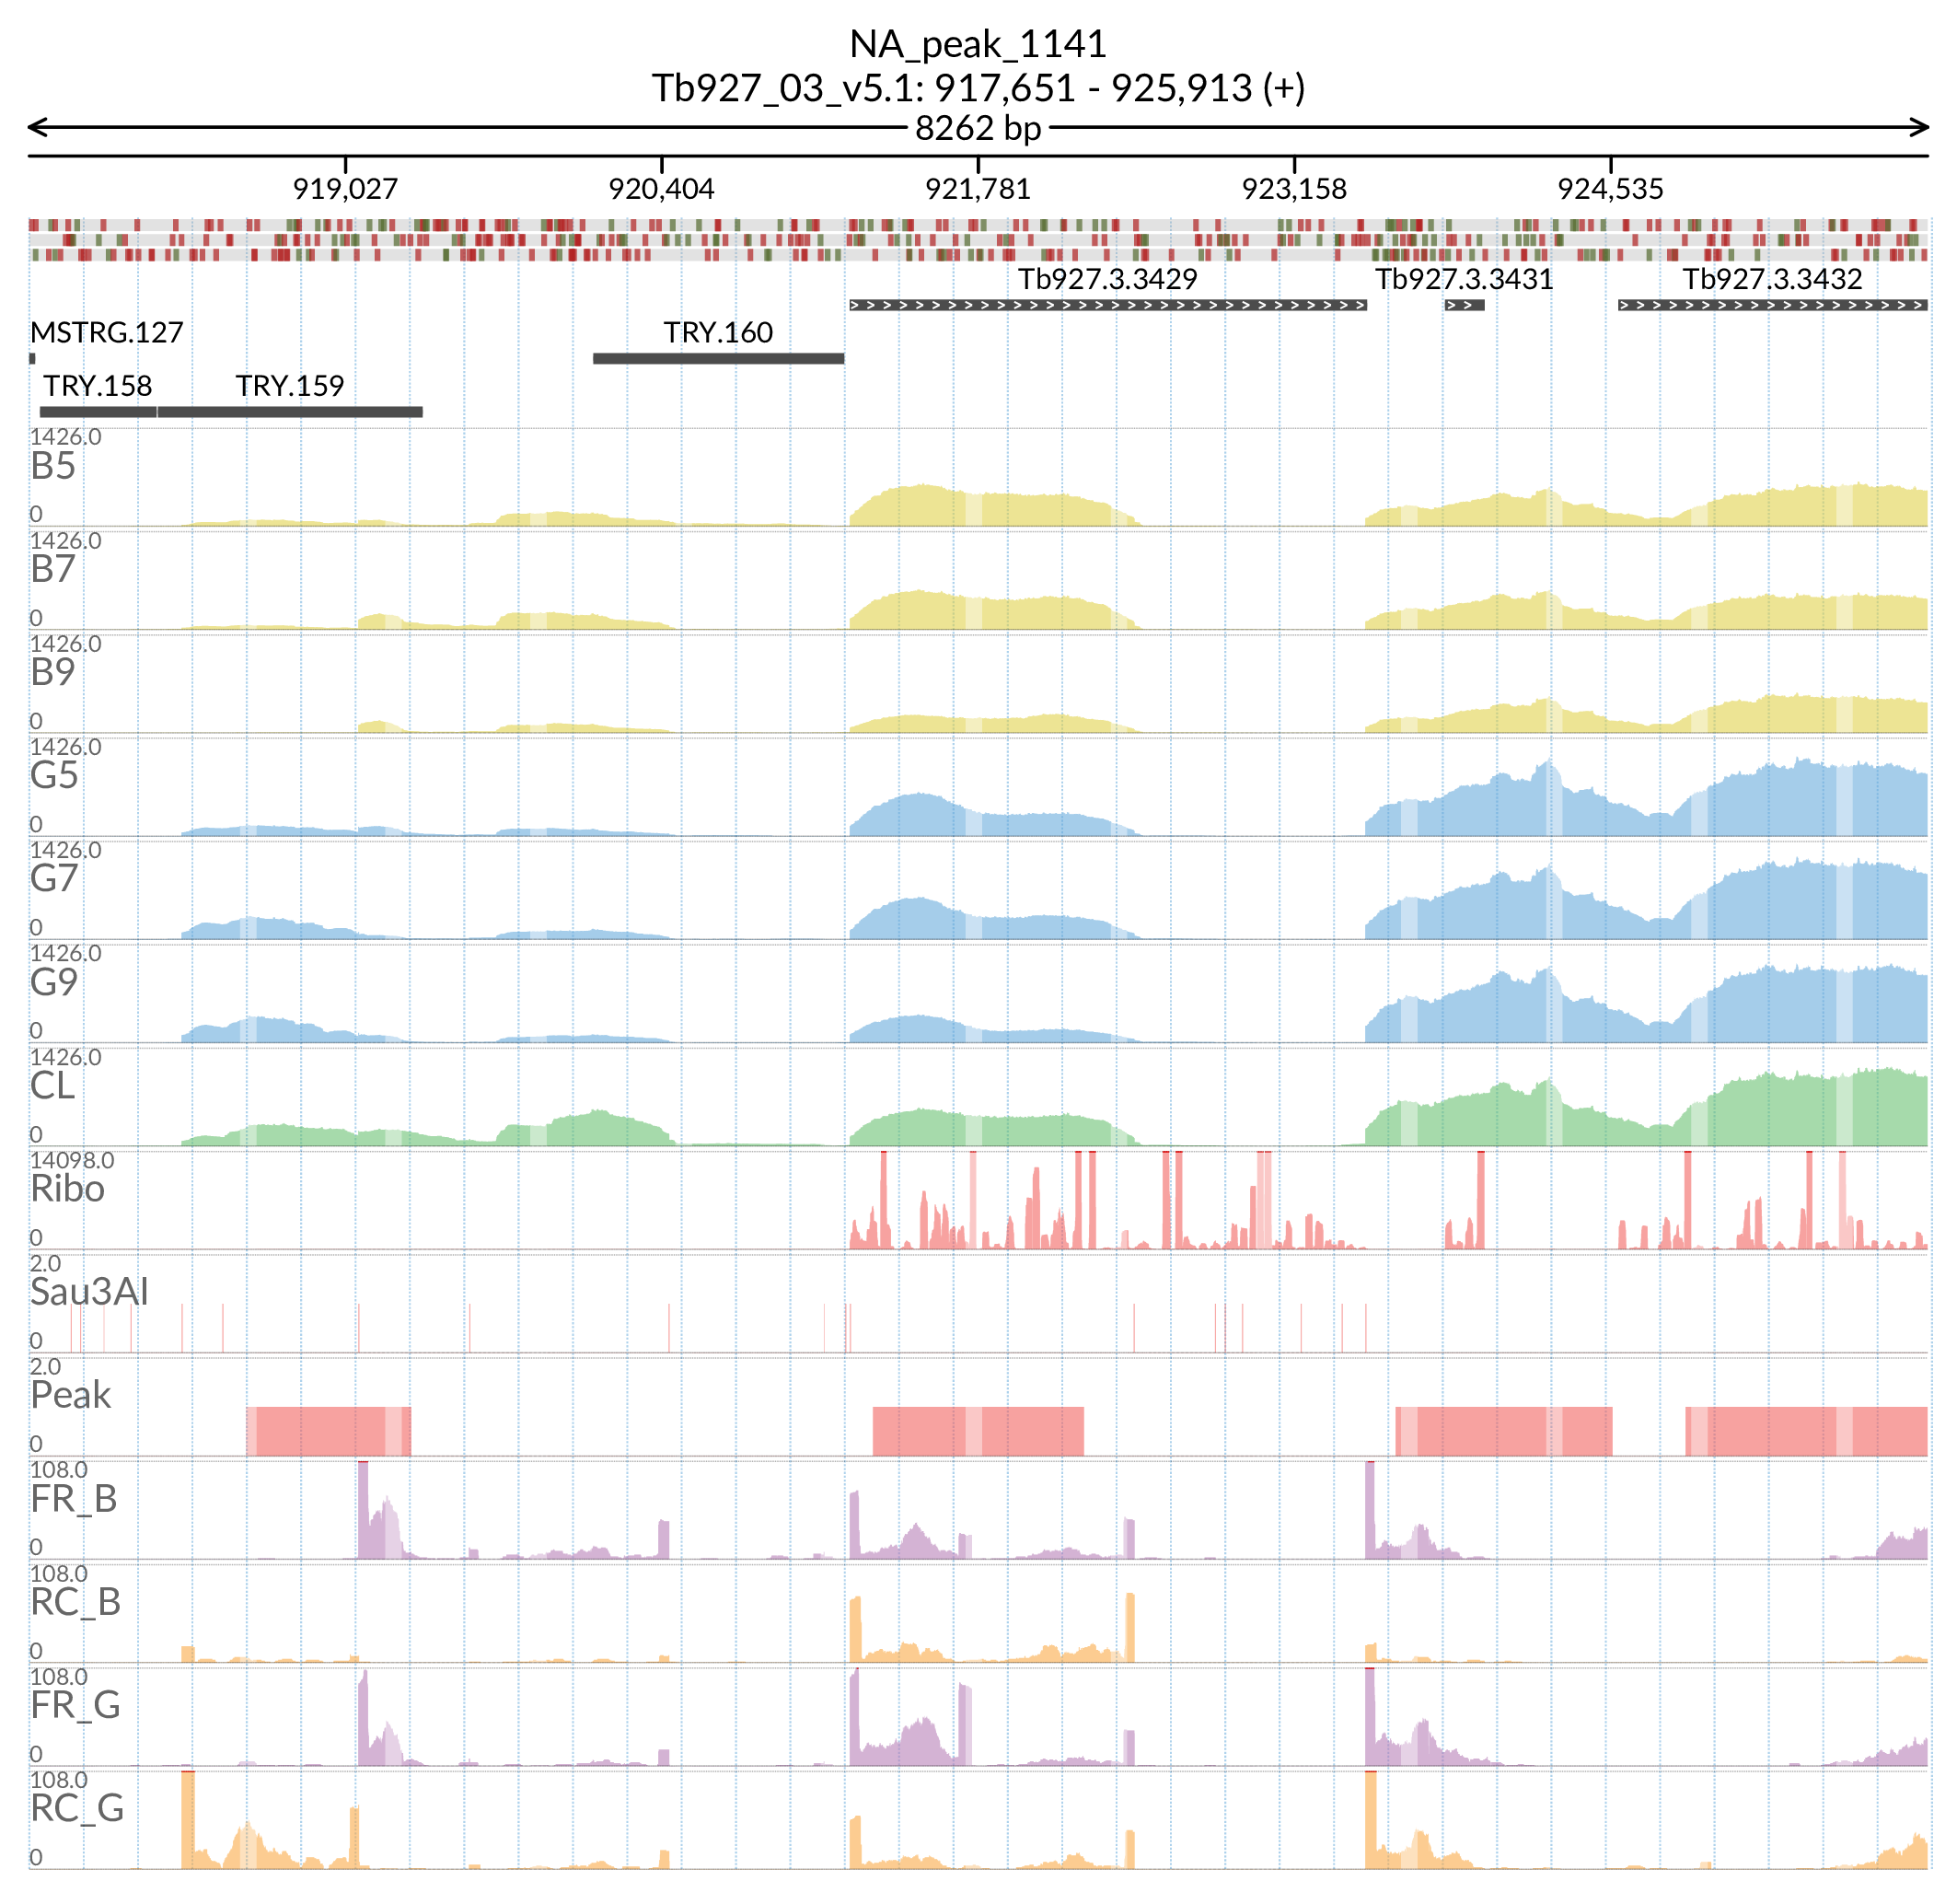 NA_peak_1141
Tb927_03_v5.1: 917,651 - 925,913 (+)
8262 bp
919,027 920,404 921,781 923,158 924,535
Tb927.3.3429 Tb927.3.3431 Tb927.3.3432
MSTRG.127 TRY.160
TRY.158 TRY.159
1426.0
B5
0
1426.0
B7
0
1426.0
B9
0
1426.0
G5
0
1426.0
G7
0
1426.0
G9
0
1426.0
CL
0
14098.0
Ribo
0
2.0
Sau3AI
0
2.0
Peak
0
108.0
FR_B
0
108.0
RC_B
0
108.0
FR_G
0
108.0
RC_G
0